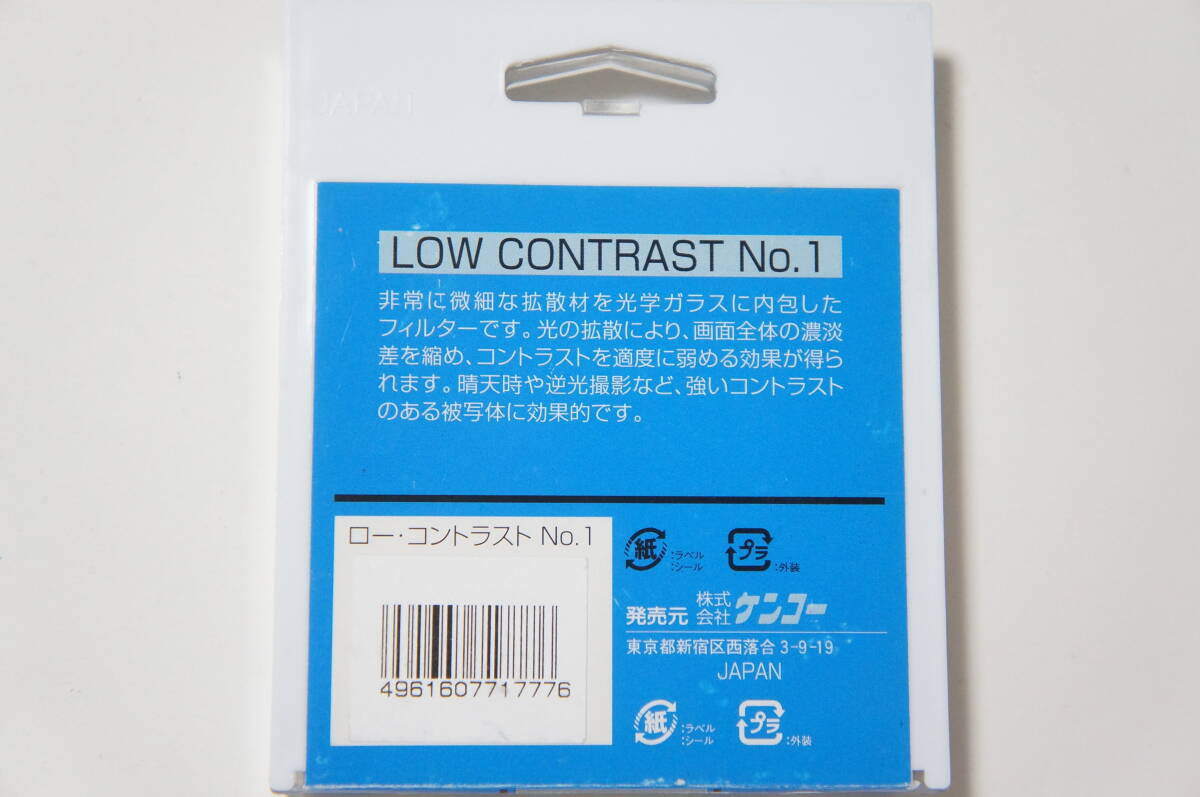 JAPAN
LOW CONTRAST No.1
非常に微細な拡散材を光学ガラスに内包した
フィルターです。光の拡散により、画面全体の濃淡
差を縮め、コントラストを適度に弱める効果が得ら
れます。晴天時や逆光撮影など、強いコントラスト
のある被写体に効果的です。
ロー・コントラスト No.1
4961607717776
紙 :ラベル :シール プラ :外装
発売元 株式会社 ケンコー
東京都新宿区西落合 3-9-19
JAPAN
紙 :ラベル :シール プラ :外装